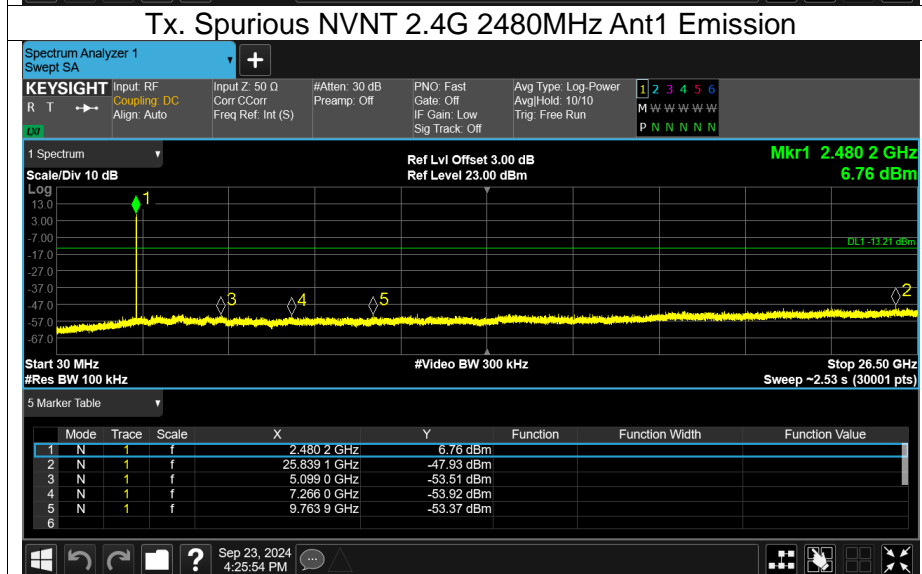 Tx. Spurious NVNT 2.4G 2480MHz Ant1 Emission
Spectrum Analyzer 1
Swept SA
+
KEYSIGHT Input: RF Input Z: 50 Ω #Atten: 30 dB PNO: Fast Avg Type: Log-Power 1 2 3 4 5 6
R T Coupling: DC Corr CCorr Preamp: Off Gate: Off Avg|Hold: 10/10 M W W W W W
Align: Auto Freq Ref: Int (S) IF Gain: Low Trig: Free Run
LXI Sig Track: Off P N N N N N
1 Spectrum Ref Lvl Offset 3.00 dB Mkr1 2.480 2 GHz
Scale/Div 10 dB Ref Level 23.00 dBm 6.76 dBm
Log
1
13.0
3.00
-7.00
DL1 -13.21 dBm
-17.0
-27.0
-37.0
3 4 5 2
-47.0
-57.0
-67.0
Start 30 MHz #Video BW 300 kHz Stop 26.50 GHz
#Res BW 100 kHz Sweep ~2.53 s (30001 pts)
5 Marker Table
Mode Trace Scale X Y Function Function Width Function Value
1 N 1 f 2.480 2 GHz 6.76 dBm
2 N 1 f 25.839 1 GHz -47.93 dBm
3 N 1 f 5.099 0 GHz -53.51 dBm
4 N 1 f 7.266 0 GHz -53.92 dBm
5 N 1 f 9.763 9 GHz -53.37 dBm
6
? Sep 23, 2024
4:25:54 PM